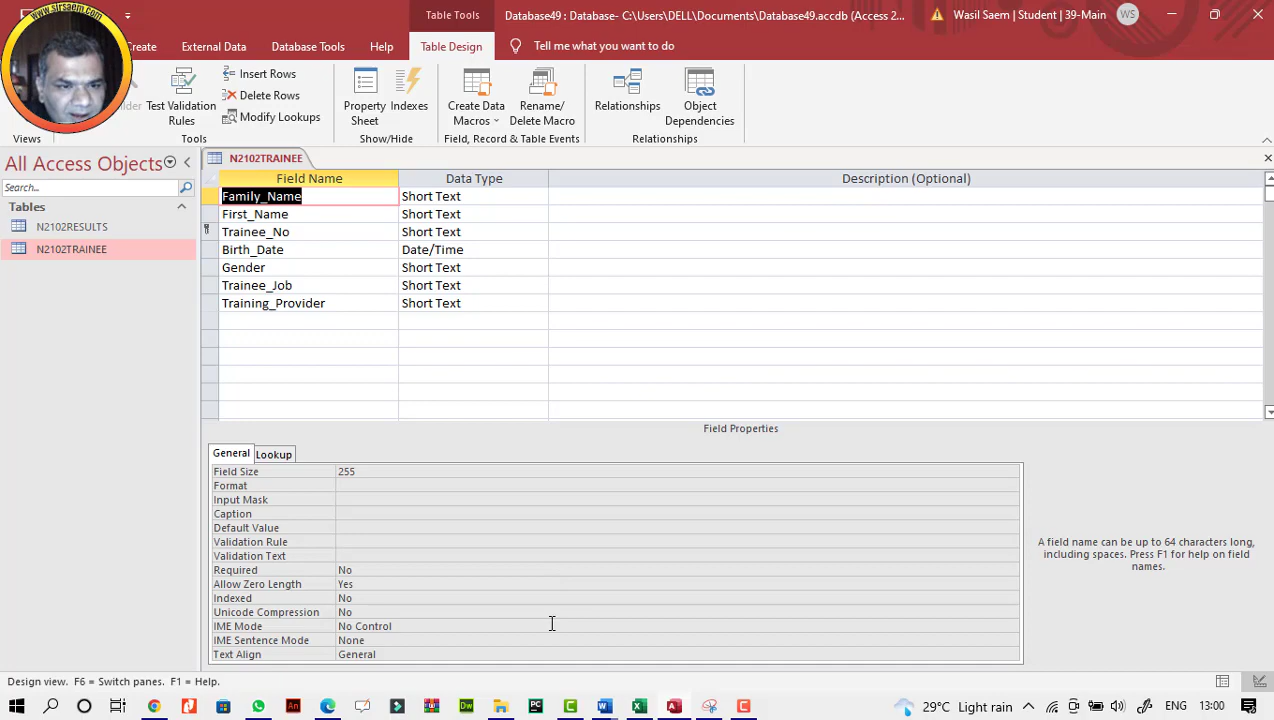 www.sirsaem.com
Table Tools
Database49 : Database- C:\Users\DELL\Documents\Database49.accdb (Access 2...
Wasil Saem | Student | 39-Main
WS
Create
External Data
Database Tools
Help
Table Design
Tell me what you want to do
Test Validation
Rules
Insert Rows
Delete Rows
Modify Lookups
Property
Sheet
Indexes
Create Data
Macros
Rename/
Delete Macro
Relationships
Object
Dependencies
Views
Tools
Show/Hide
Field, Record & Table Events
Relationships
All Access Objects
Search...
Tables
N2102RESULTS
N2102TRAINEE
N2102TRAINEE
Field Name Data Type Description (Optional)
Family_Name Short Text
First_Name Short Text
Trainee_No Short Text
Birth_Date Date/Time
Gender Short Text
Trainee_Job Short Text
Training_Provider Short Text
Field Properties
General Lookup
Field Size 255
Format
Input Mask
Caption
Default Value
Validation Rule
Validation Text
Required No
Allow Zero Length Yes
Indexed No
Unicode Compression No
IME Mode No Control
IME Sentence Mode None
Text Align General
A field name can be up to 64 characters long,
including spaces. Press F1 for help on field
names.
Design view. F6 = Switch panes. F1 = Help.
29°C Light rain
ENG
13:00